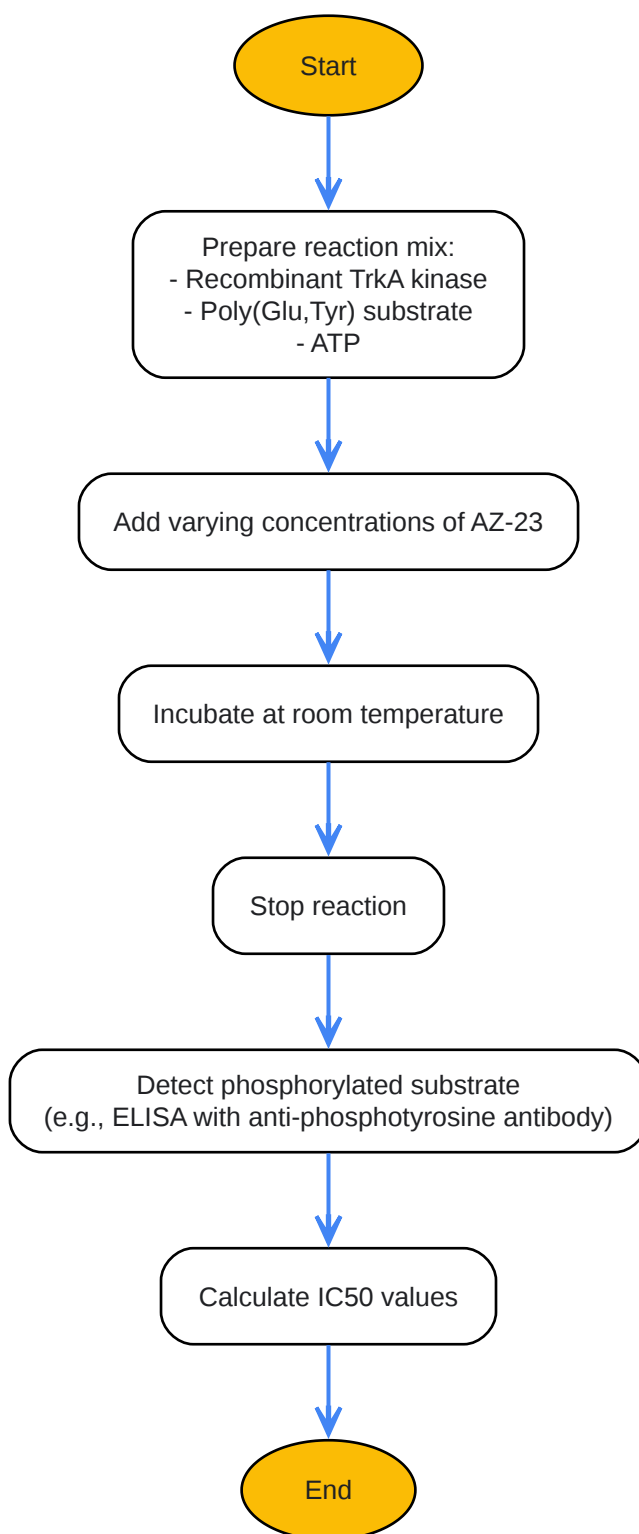 Start
Prepare reaction mix:
- Recombinant TrkA kinase
- Poly(Glu,Tyr) substrate
- ATP
Add varying concentrations of AZ-23
Incubate at room temperature
Stop reaction
Detect phosphorylated substrate
(e.g., ELISA with anti-phosphotyrosine antibody)
Calculate IC50 values
End